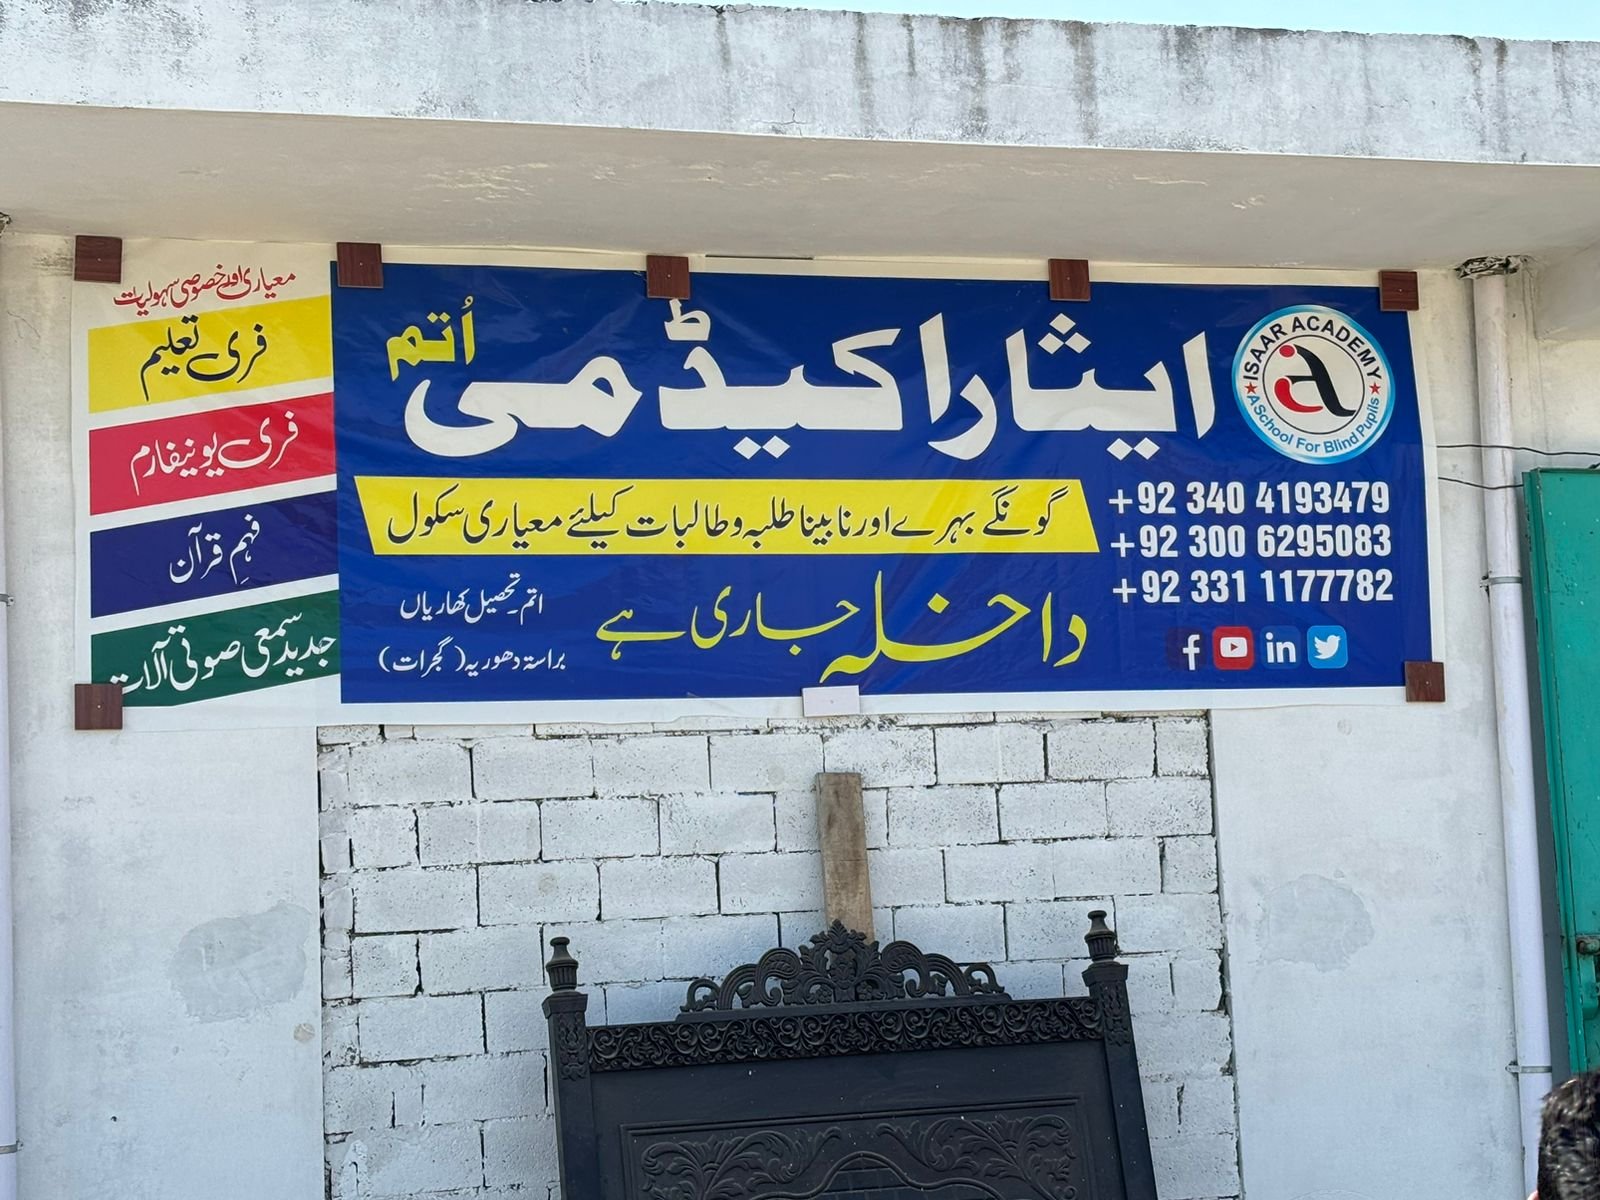 ایثار اکیڈمی اُتم
ISAAR ACADEMY
A School For Blind Pupils
گونگے بہرے اور نابینا طلبہ و طالبات کیلئے معیاری سکول
داخلہ جاری ہے
اتم۔تحصیل کھاریاں
براستہ دھوریہ (گجرات)
+92 340 4193479
+92 300 6295083
+92 331 1177782
معیاری اور خصوصی سہولیات
فری تعلیم
فری یونیفارم
فہمِ قرآن
جدید سمعی صوتی آلات